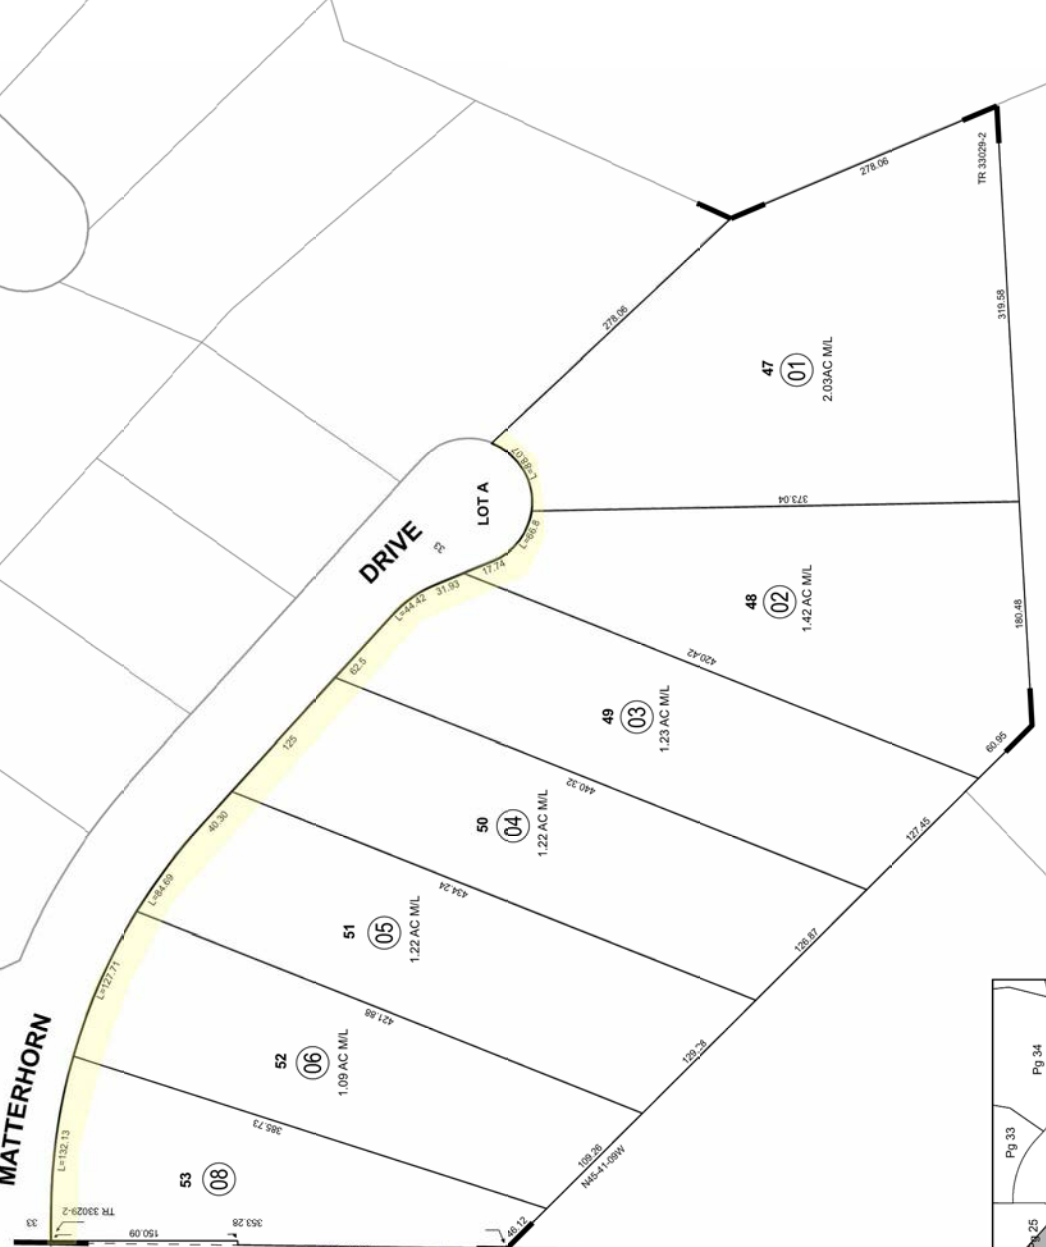 TR 33029-2
278.06
319.58
278.06
47
01
2.03AC M/L
L=88.07
LOT A
373.04
L=66.8
DRIVE
33
17.74
31.93
L=44.42
48
02
1.42 AC M/L
180.48
420.42
62.5
49
03
1.23 AC M/L
60.95
125
440.32
127.45
40.30
50
04
1.22 AC M/L
L=84.69
434.24
51
05
1.22 AC M/L
126.87
L=127.71
421.88
MATTERHORN
52
06
1.09 AC M/L
129.28
Pg 34
L=132.13
385.73
109.26
N45-41-09W
Pg 33
53
08
TR 33029-2
33
150.09
353.28
46.12
Pg 25